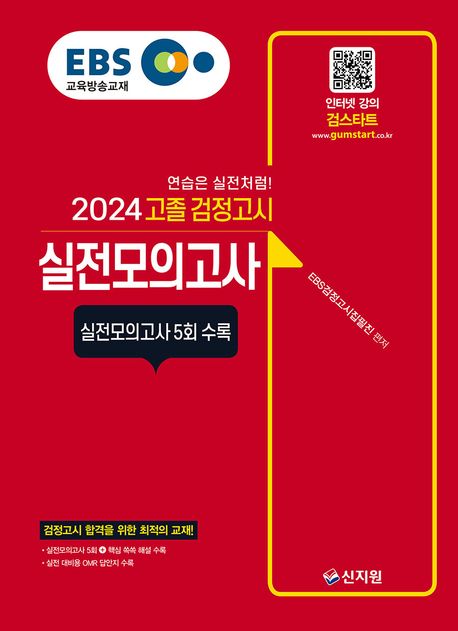 EBS
교육방송교재
인터넷 강의
검스타트
www.gumstart.co.kr
연습은 실전처럼!
2024 고졸 검정고시
실전모의고사
실전모의고사 5회 수록
EBS검정고시집필진 편저
검정고시 합격을 위한 최적의 교재!
• 실전모의고사 5회 + 핵심 쏙쏙 해설 수록
• 실전 대비용 OMR 답안지 수록
신지원